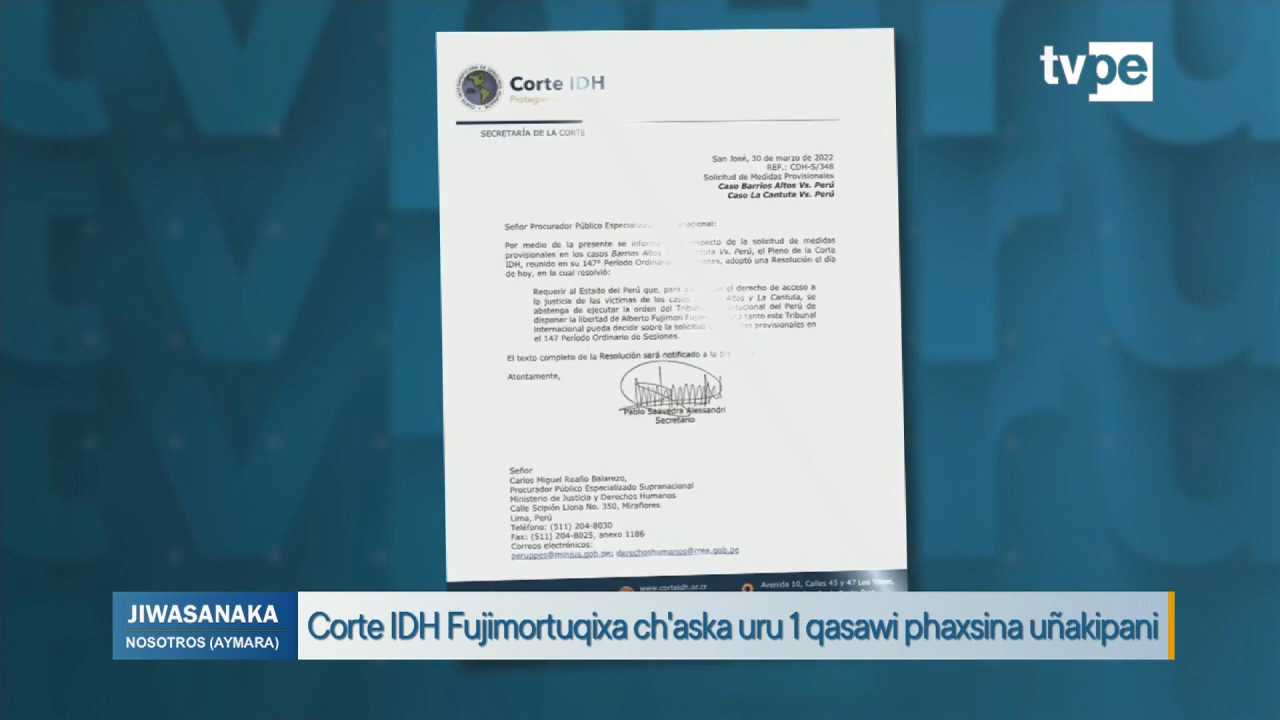 tvpe
Corte IDH
SECRETARÍA DE LA CORTE
San José, 30 de marzo de 2022
REF.: CDH-S/348
Solicitud de Medidas Provisionales
Caso Barrios Altos Vs. Perú
Caso La Cantuta Vs. Perú
Señor Procurador Público
Por medio de la presente se respecto de la solicitud de medidas
provisionales en los casos Barrios Altos Vs. Perú, el Pleno de la Corte
IDH, reunido en su 147° Período adoptó una Resolución el día
de hoy, en la cual resolvió:
Requerir al Estado del Perú que, para el derecho de acceso a
la justicia de las víctimas de los casos Altos y La Cantuta, se
abstenga de ejecutar la orden del del Perú de
disponer la libertad de Alberto Fujimori tanto este Tribunal
Internacional pueda decidir sobre la solicitud provisionales en
el 147 Período Ordinario de Sesiones.
El texto completo de la Resolución será notificado a la
Atentamente,
Pablo Saavedra Alessandri
Secretario
Señor
Carlos Miguel Reaño Balarezo,
Procurador Público Especializado Supranacional
Ministerio de Justicia y Derechos Humanos
Calle Scipión Llona No. 350, Miraflores
Lima, Perú
Teléfono: (511) 204-8030
Fax: (511) 204-8025, anexo 1186
Correos electrónicos:
peruppes@minjus.gob.pe; derechoshumanos@rree.gob.pe
www.corteidh.or.cr
Avenida 10, Calles 45 y 47 Los Yoses,
JIWASANAKA
NOSOTROS (AYMARA)
Corte IDH Fujimortuqixa ch'aska uru 1 qasawi phaxsina uñakipani